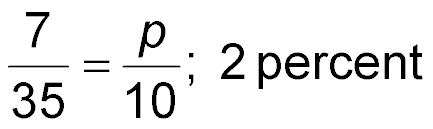 7/35 = p/10; 2 percent